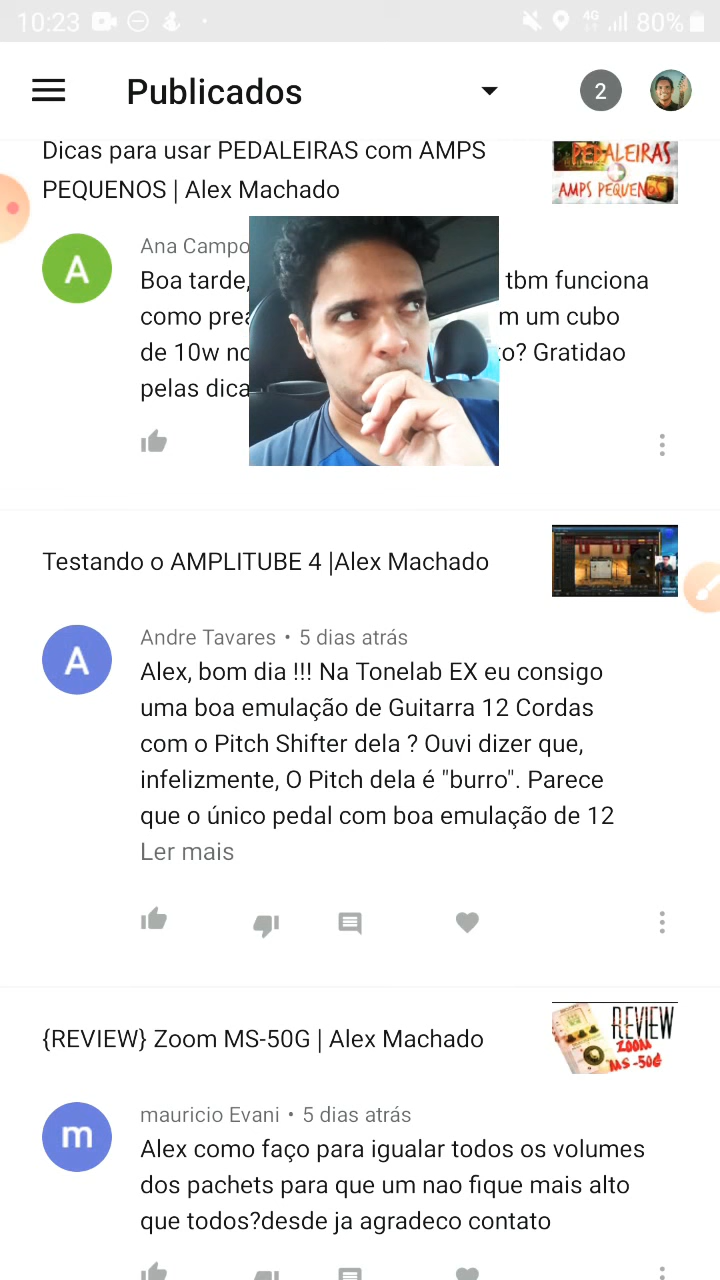 10:23
4G
80%
Publicados
2
Dicas para usar PEDALEIRAS com AMPS
PEQUENOS | Alex Machado
PEDALEIRAS
AMPS PEQUENOS
Ana Campo
A
Boa tarde, tbm funciona
como m um cubo
de 10w ? Gratidao
pelas
Testando o AMPLITUBE 4 |Alex Machado
Andre Tavares • 5 dias atrás
A
Alex, bom dia !!! Na Tonelab EX eu consigo
uma boa emulação de Guitarra 12 Cordas
com o Pitch Shifter dela ? Ouvi dizer que,
infelizmente, O Pitch dela é "burro". Parece
que o único pedal com boa emulação de 12
Ler mais
{REVIEW} Zoom MS-50G | Alex Machado
REVIEW
ZOOM
MS-50G
mauricio Evani • 5 dias atrás
m
Alex como faço para igualar todos os volumes
dos pachets para que um nao fique mais alto
que todos?desde ja agradeco contato